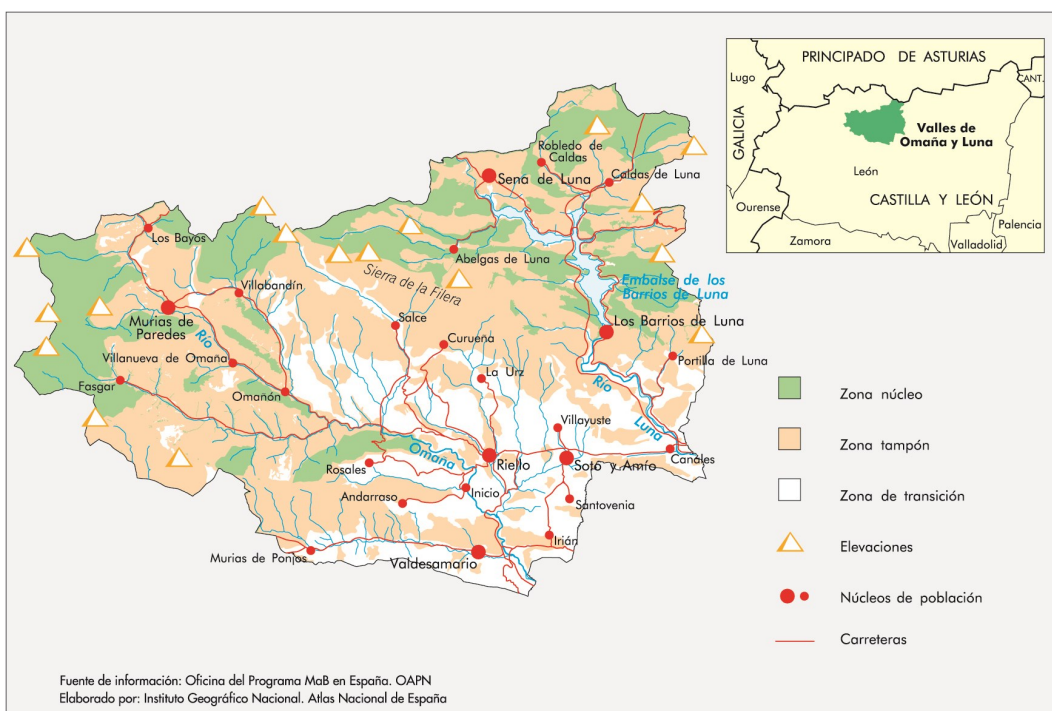 PRINCIPADO DE ASTURIAS
Lugo
CANT.
GALICIA
Valles de
Omaña y Luna
León
CASTILLA Y LEÓN
Ourense
Palencia
Zamora
Valladolid
Robledo de
Caldas
Sena de Luna
Caldas de Luna
Los Bayos
Abelgas de Luna
Sierra de la Filera
Embalse de los
Barrios de Luna
Villabandín
Murias de
Paredes
Salce
Los Barrios de Luna
Curueña
Río
Villanueva de Omaña
Portilla de Luna
La Urz
Río
Fasgar
Omañón
Luna
Villayuste
Omaña
Canales
Rosales
Riello
Soto y Amío
Inicio
Andarraso
Santovenia
Irián
Murias de Ponjos
Valdesamario
Zona núcleo
Zona tampón
Zona de transición
Elevaciones
Núcleos de población
Carreteras
Fuente de información: Oficina del Programa MaB en España. OAPN
Elaborado por: Instituto Geográfico Nacional. Atlas Nacional de España